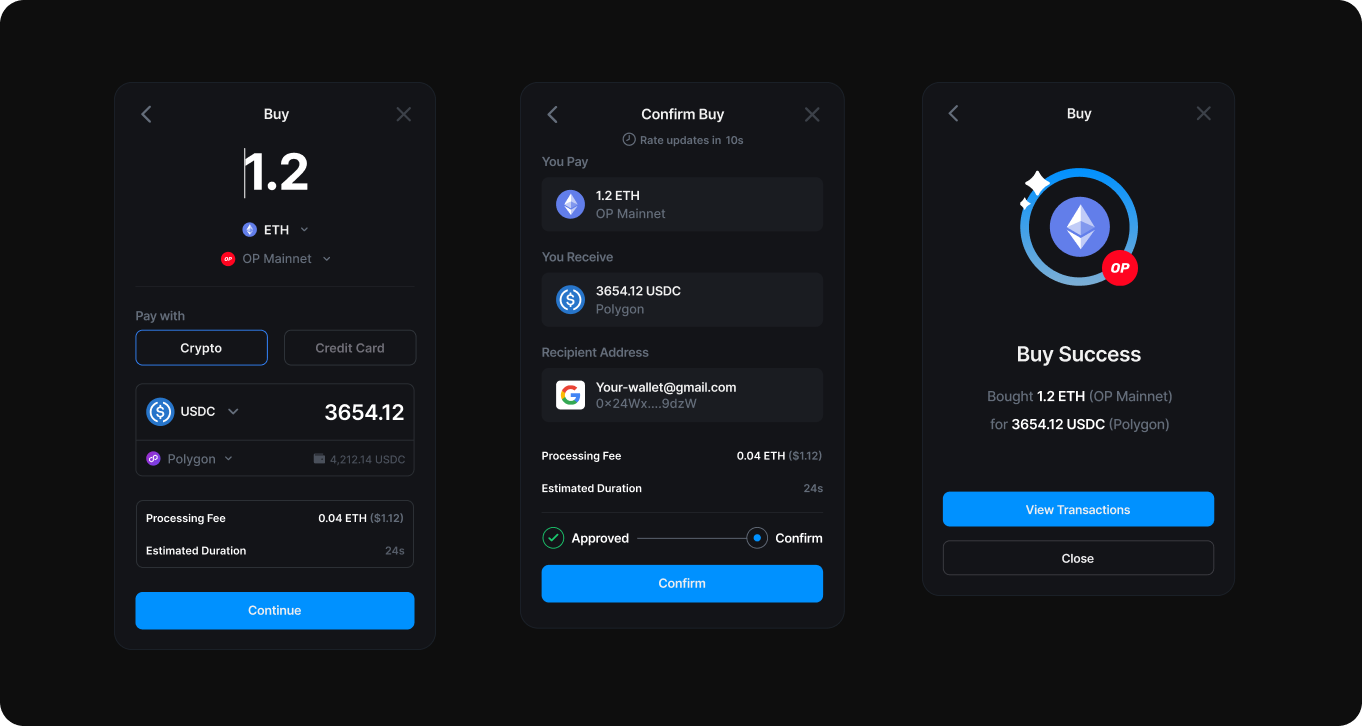 Buy
1.2
ETH
OP OP Mainnet
Pay with
Crypto Credit Card
USDC 3654.12
Polygon 4,212.14 USDC
Processing Fee 0.04 ETH ($1.12)
Estimated Duration 24s
Continue
Confirm Buy
Rate updates in 10s
You Pay
1.2 ETH
OP Mainnet
You Receive
3654.12 USDC
Polygon
Recipient Address
Your-wallet@gmail.com
0x24Wx....9dzW
Processing Fee 0.04 ETH ($1.12)
Estimated Duration 24s
Approved Confirm
Confirm
Buy
OP
Buy Success
Bought 1.2 ETH (OP Mainnet)
for 3654.12 USDC (Polygon)
View Transactions
Close